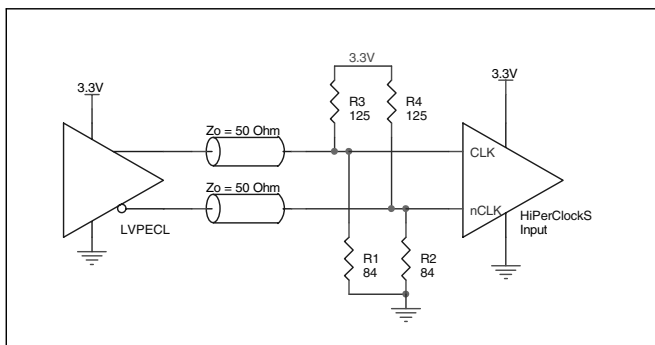 3.3V
3.3V
3.3V
R3
125
R4
125
Zo = 50 Ohm
CLK
Zo = 50 Ohm
nCLK
HiPerClockS
Input
LVPECL
R1
84
R2
84